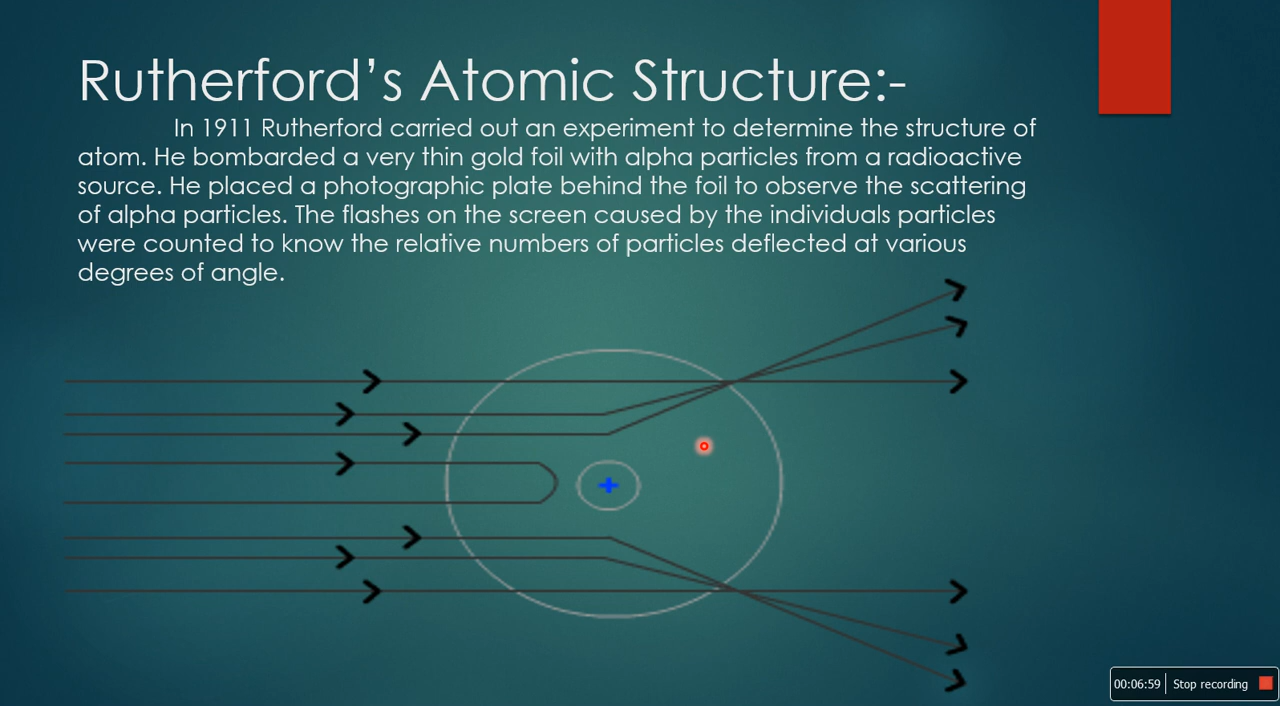 Rutherford’s Atomic Structure:-
In 1911 Rutherford carried out an experiment to determine the structure of
atom. He bombarded a very thin gold foil with alpha particles from a radioactive
source. He placed a photographic plate behind the foil to observe the scattering
of alpha particles. The flashes on the screen caused by the individuals particles
were counted to know the relative numbers of particles deflected at various
degrees of angle.
+
00:06:59 Stop recording